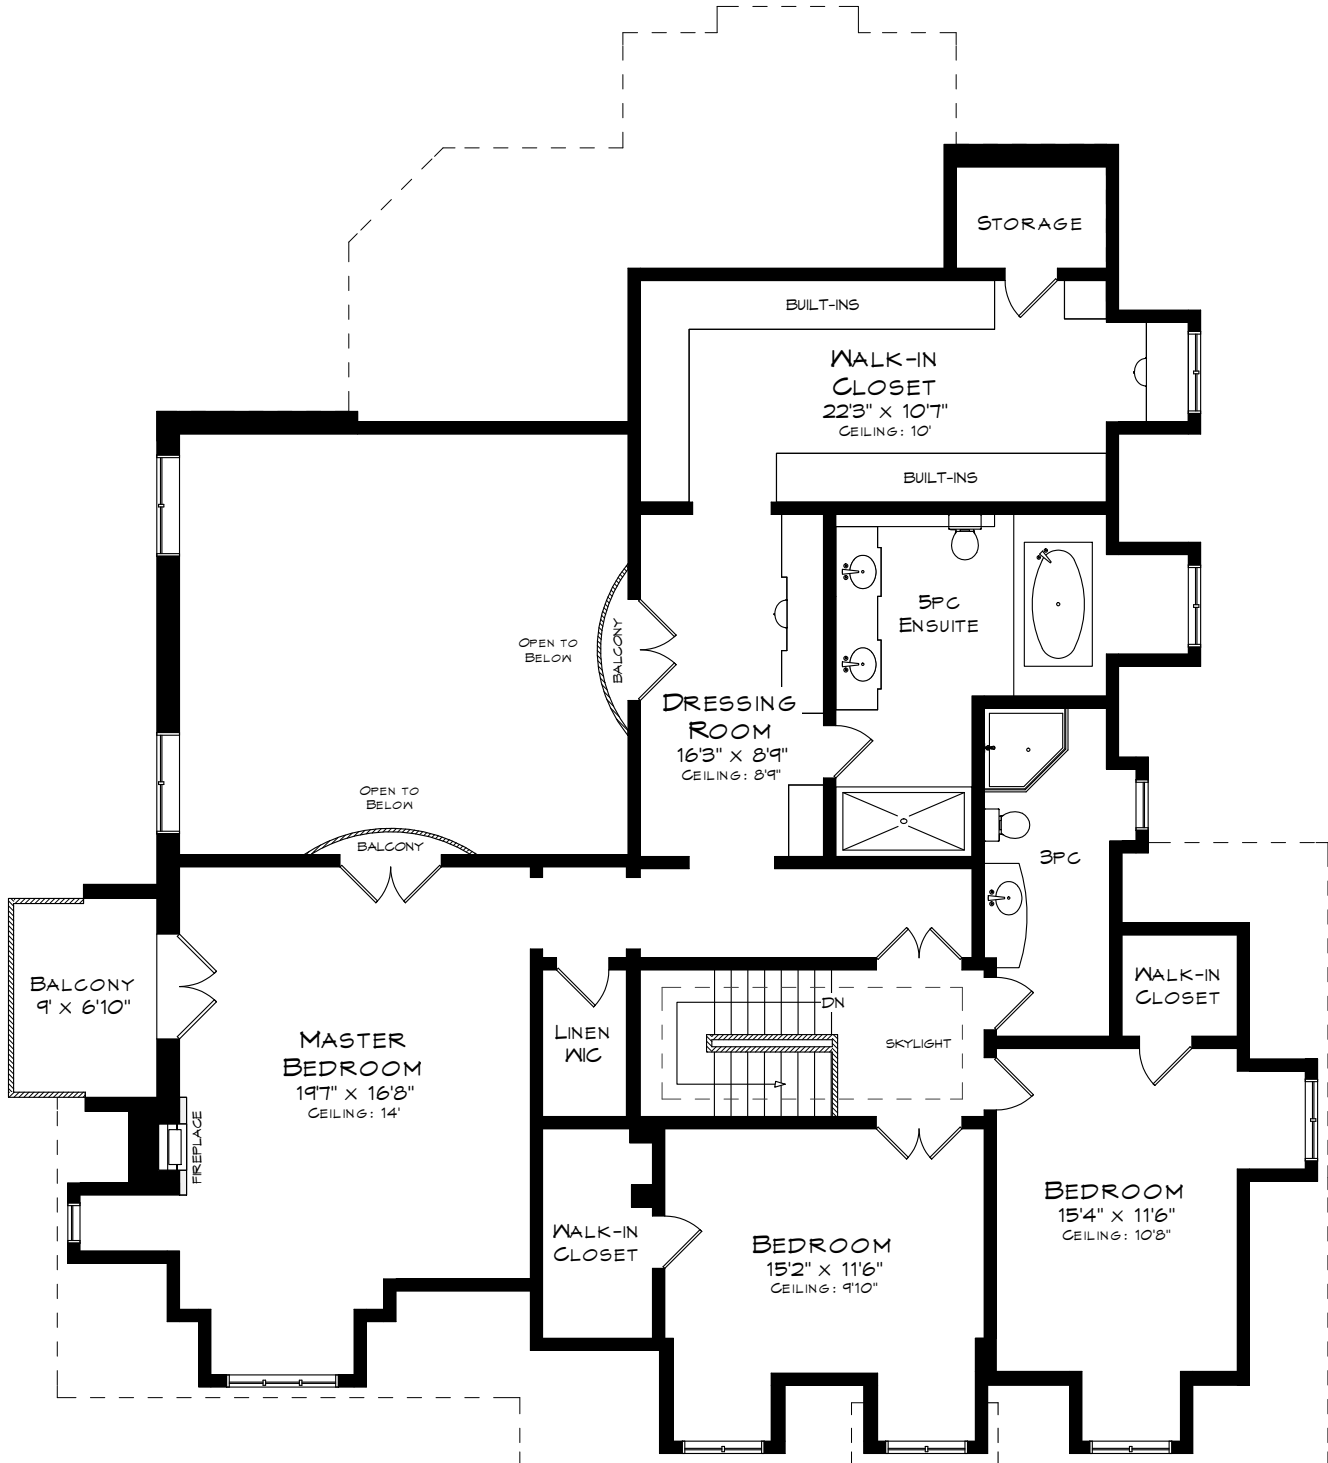 STORAGE
BUILT-INS
WALK-IN
CLOSET
22'3" X 10'7"
CEILING: 10'
BUILT-INS
5PC
ENSUITE
OPEN TO
BELOW
BALCONY
DRESSING
ROOM
16'3" X 8'9"
CEILING: 8'9"
OPEN TO
BELOW
BALCONY
3PC
BALCONY
9' X 6'10"
WALK-IN
CLOSET
DN
LINEN
WIC
SKYLIGHT
MASTER
BEDROOM
19'7" X 16'8"
CEILING: 14'
FIREPLACE
BEDROOM
15'4" X 11'6"
CEILING: 10'8"
WALK-IN
CLOSET
BEDROOM
15'2" X 11'6"
CEILING: 9'10"